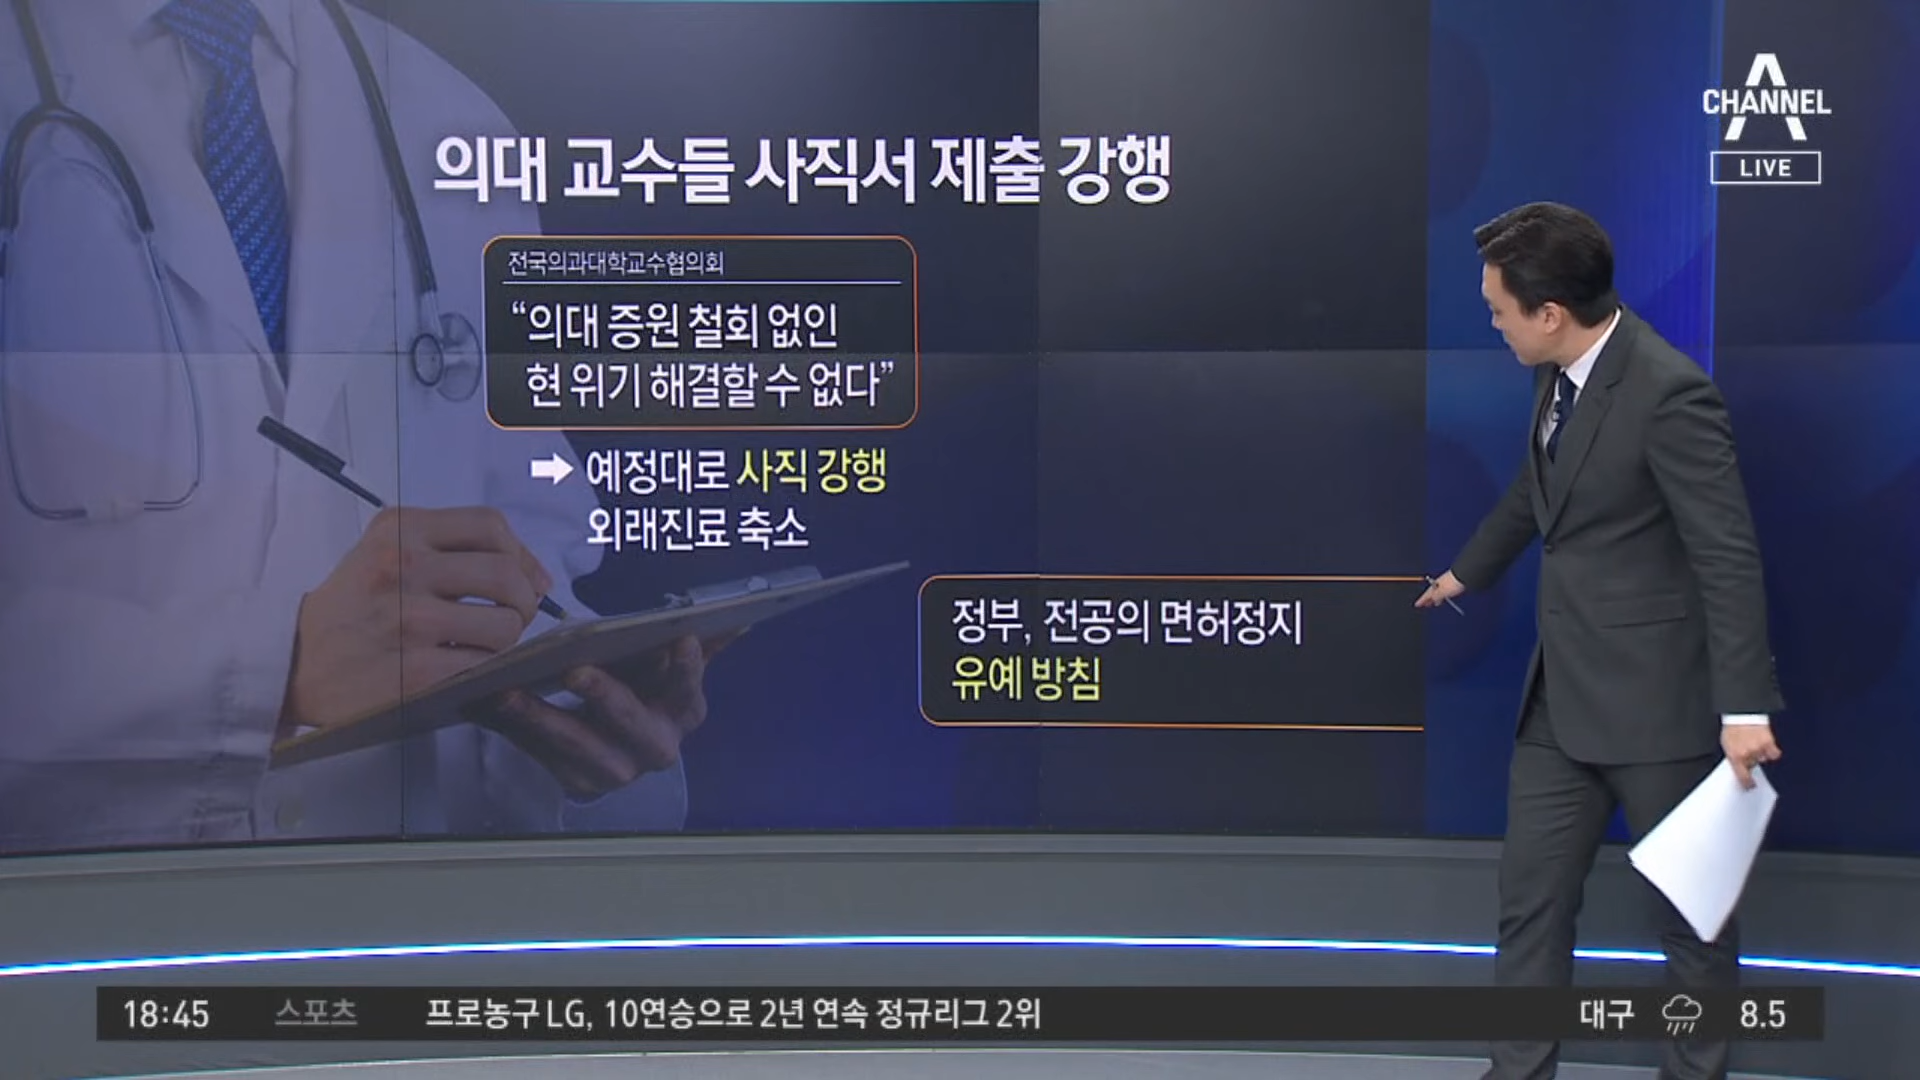 CHANNEL A
LIVE
의대 교수들 사직서 제출 강행
전국의과대학교수협의회
“의대 증원 철회 없인
현 위기 해결할 수 없다”
➡ 예정대로 사직 강행
외래진료 축소
정부, 전공의 면허정지
유예 방침
18:45 스포츠 프로농구 LG, 10연승으로 2년 연속 정규리그 2위 대구 8.5